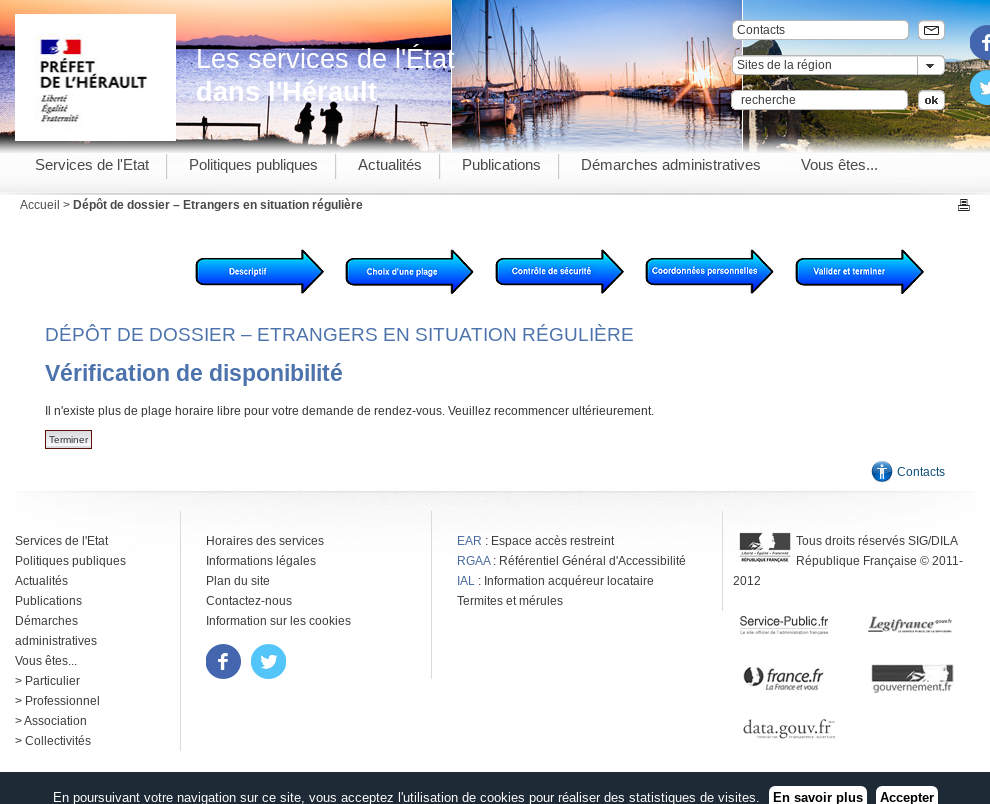 PRÉFET
DE L'HÉRAULT
Liberté
Égalité
Fraternité
Les services de l'État
dans l'Hérault
Contacts
Sites de la région
recherche
ok
Services de l'Etat
Politiques publiques
Actualités
Publications
Démarches administratives
Vous êtes...
Accueil > Dépôt de dossier – Etrangers en situation régulière
Descriptif
Choix d'une plage
Contrôle de sécurité
Coordonnées personnelles
Valider et terminer
DÉPÔT DE DOSSIER – ETRANGERS EN SITUATION RÉGULIÈRE
Vérification de disponibilité
Il n'existe plus de plage horaire libre pour votre demande de rendez-vous. Veuillez recommencer ultérieurement.
Terminer
Contacts
Services de l'Etat
Politiques publiques
Actualités
Publications
Démarches
administratives
Vous êtes...
> Particulier
> Professionnel
> Association
> Collectivités
Horaires des services
Informations légales
Plan du site
Contactez-nous
Information sur les cookies
EAR : Espace accès restreint
RGAA : Référentiel Général d'Accessibilité
IAL : Information acquéreur locataire
Termites et mérules
Liberté • Égalité • Fraternité
RÉPUBLIQUE FRANÇAISE
Tous droits réservés SIG/DILA
République Française © 2011-
2012
Service-Public.fr
Le site officiel de l'administration française
Legifrance.gouv.fr
LE SERVICE PUBLIC DE LA DIFFUSION
france.fr
La France et vous
gouvernement.fr
data.gouv.fr
En poursuivant votre navigation sur ce site, vous acceptez l'utilisation de cookies pour réaliser des statistiques de visites.
En savoir plus
Accepter